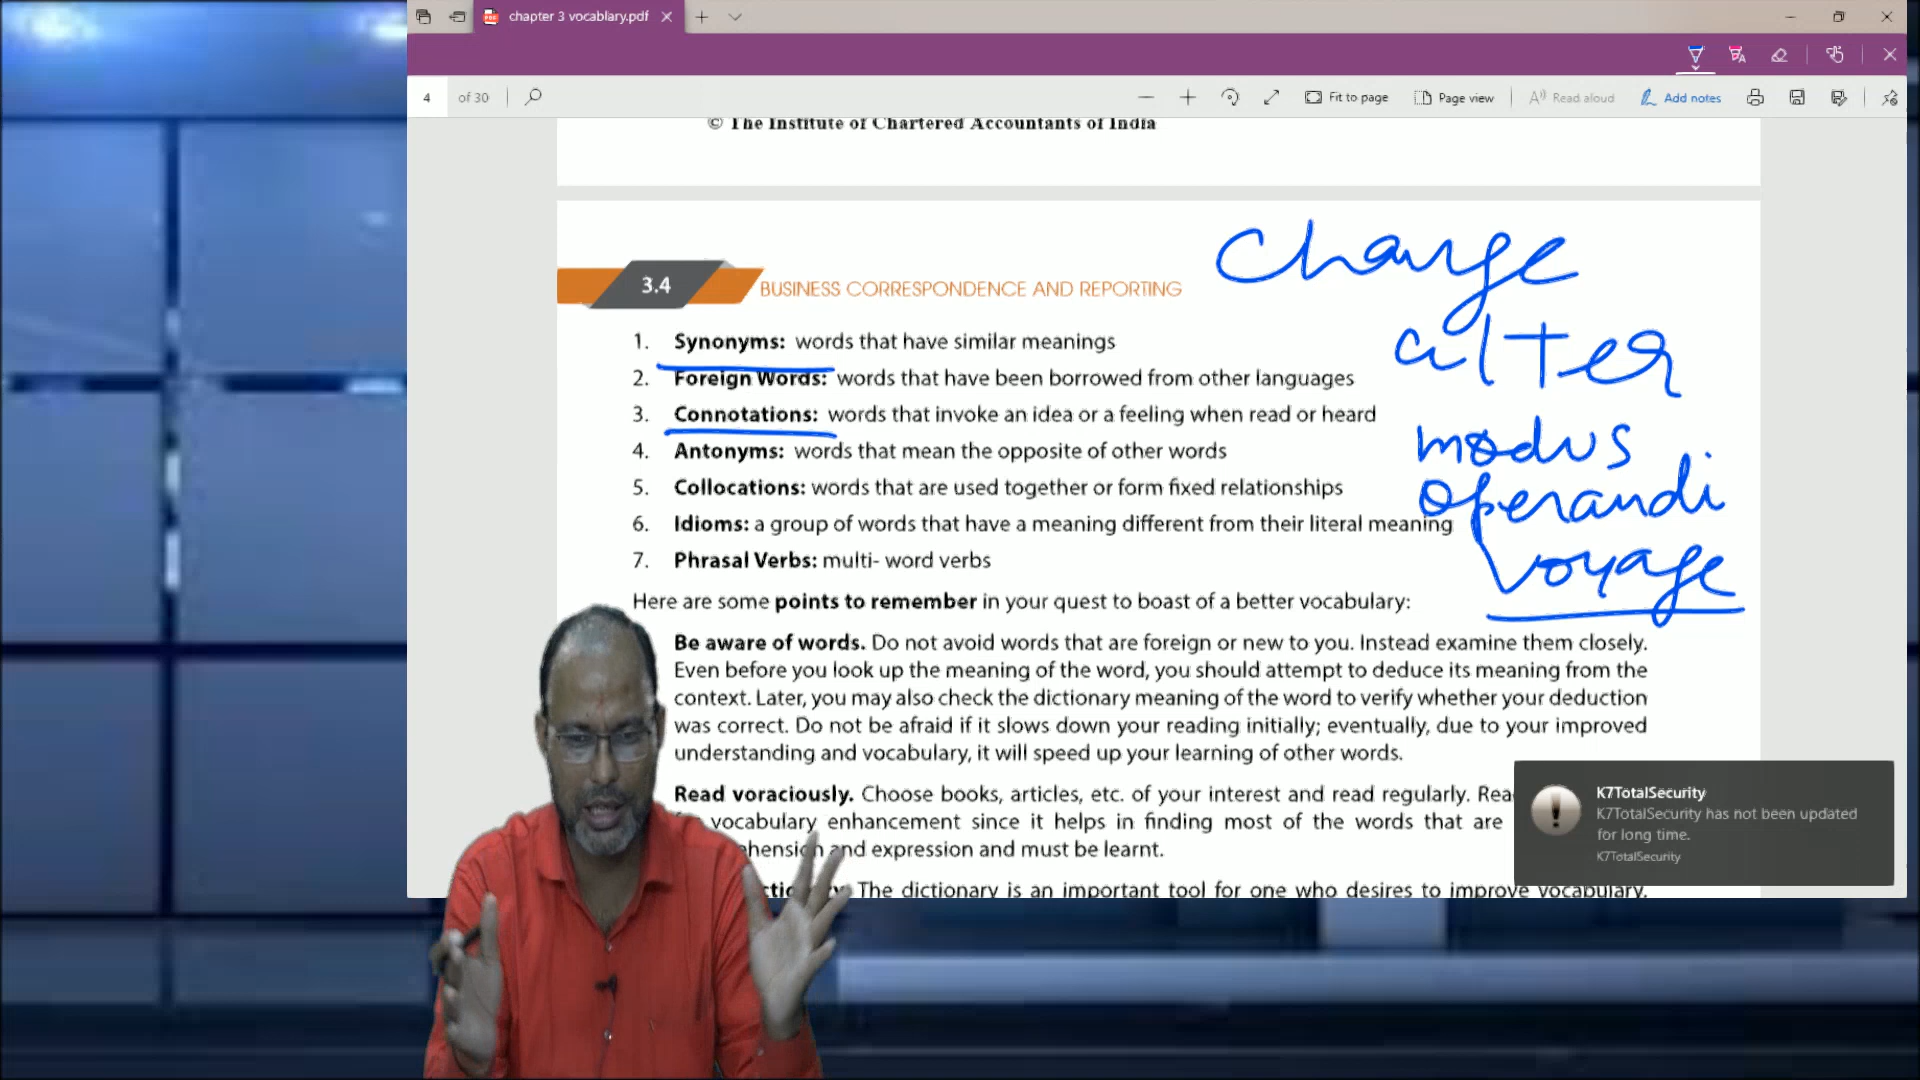 chapter 3 vocablary.pdf
4 of 30
Fit to page
Page view
Read aloud
Add notes
© The Institute of Chartered Accountants of India
3.4 BUSINESS CORRESPONDENCE AND REPORTING
change
alter
modus
operandi
voyage
1. Synonyms: words that have similar meanings
2. Foreign Words: words that have been borrowed from other languages
3. Connotations: words that invoke an idea or a feeling when read or heard
4. Antonyms: words that mean the opposite of other words
5. Collocations: words that are used together or form fixed relationships
6. Idioms: a group of words that have a meaning different from their literal meaning
7. Phrasal Verbs: multi- word verbs
Here are some points to remember in your quest to boast of a better vocabulary:
Be aware of words. Do not avoid words that are foreign or new to you. Instead examine them closely.
Even before you look up the meaning of the word, you should attempt to deduce its meaning from the
context. Later, you may also check the dictionary meaning of the word to verify whether your deduction
was correct. Do not be afraid if it slows down your reading initially; eventually, due to your improved
understanding and vocabulary, it will speed up your learning of other words.
Read voraciously. Choose books, articles, etc. of your interest and read regularly.
vocabulary enhancement since it helps in finding most of the words that are
and expression and must be learnt.
The dictionary is an important tool for one who desires to improve vocabulary.
K7TotalSecurity
K7TotalSecurity has not been updated
for long time.
K7TotalSecurity